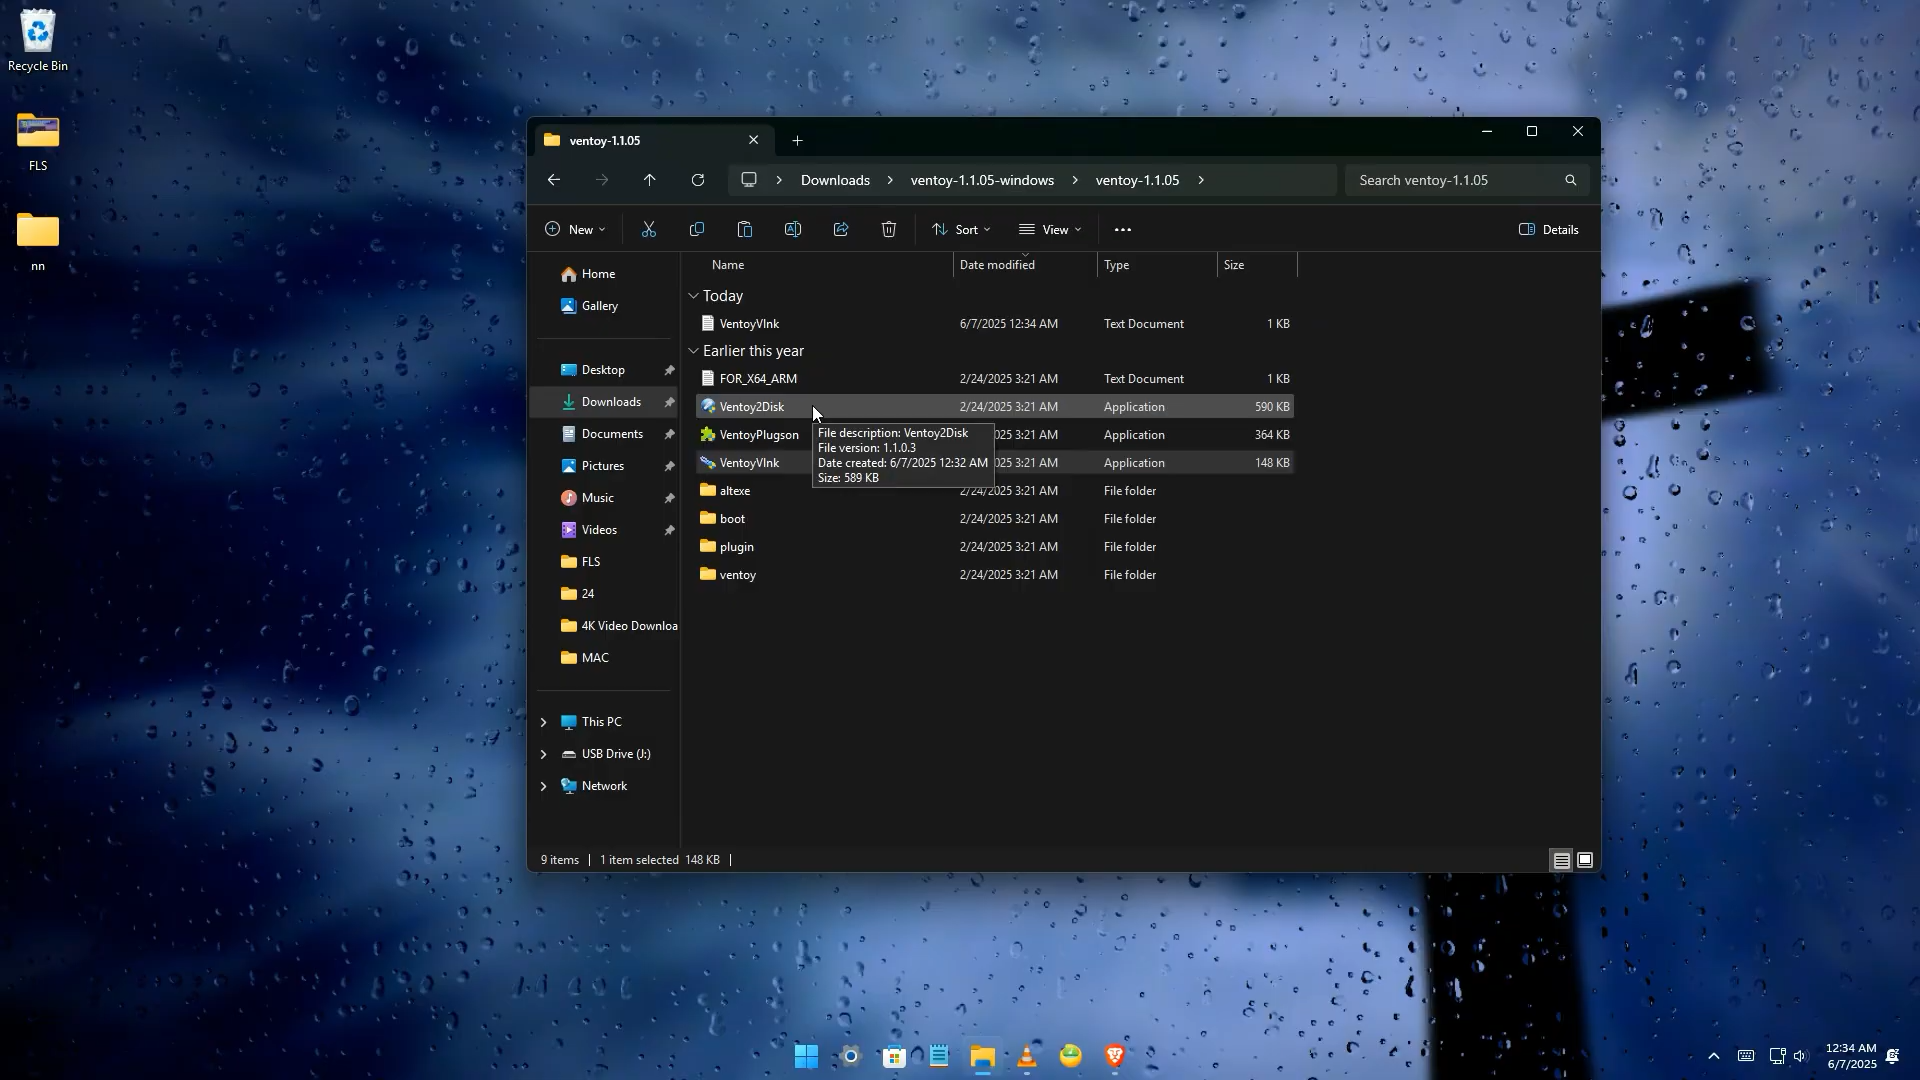 Recycle Bin
FLS
nn
ventoy-1.1.05
Downloads
ventoy-1.1.05-windows
ventoy-1.1.05
Search ventoy-1.1.05
New
Sort
View
Details
Name
Date modified
Type
Size
Home
Gallery
Desktop
Downloads
Documents
Pictures
Music
Videos
FLS
24
4K Video Downloa
MAC
This PC
USB Drive (J:)
Network
Today
VentoyVlnk 6/7/2025 12:34 AM Text Document 1 KB
Earlier this year
FOR_X64_ARM 2/24/2025 3:21 AM Text Document 1 KB
Ventoy2Disk 2/24/2025 3:21 AM Application 590 KB
VentoyPlugson 025 3:21 AM Application 364 KB
VentoyVlnk 025 3:21 AM Application 148 KB
File description: Ventoy2Disk
File version: 1.1.0.3
Date created: 6/7/2025 12:32 AM
Size: 589 KB
altexe 2/24/2025 3:21 AM File folder
boot 2/24/2025 3:21 AM File folder
plugin 2/24/2025 3:21 AM File folder
ventoy 2/24/2025 3:21 AM File folder
9 items
1 item selected 148 KB
12:34 AM
6/7/2025